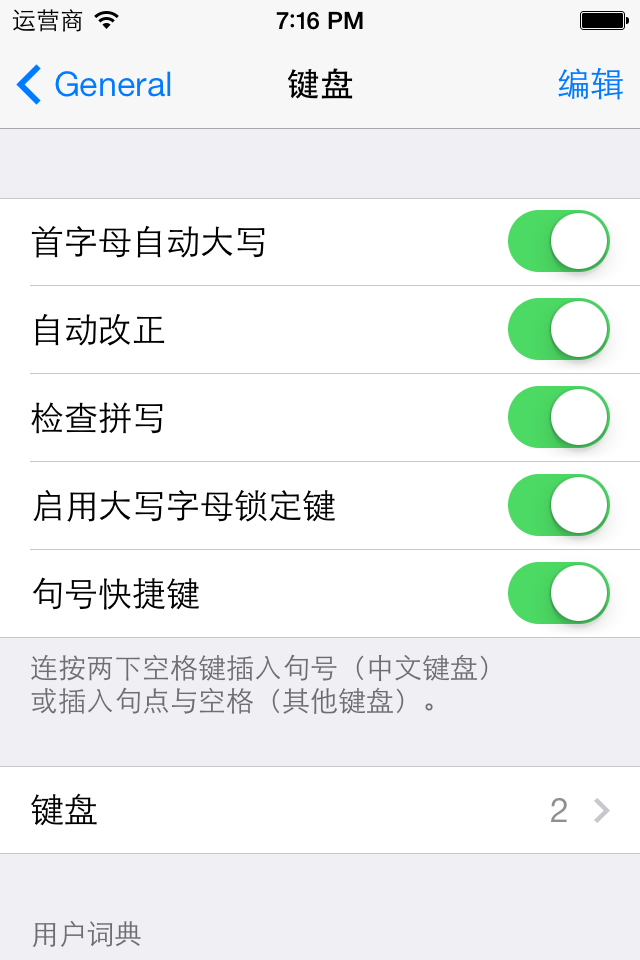 运营商 7:16 PM
General 键盘 编辑
首字母自动大写
自动改正
检查拼写
启用大写字母锁定键
句号快捷键
连按两下空格键插入句号（中文键盘）
或插入句点与空格（其他键盘）。
键盘 2
用户词典